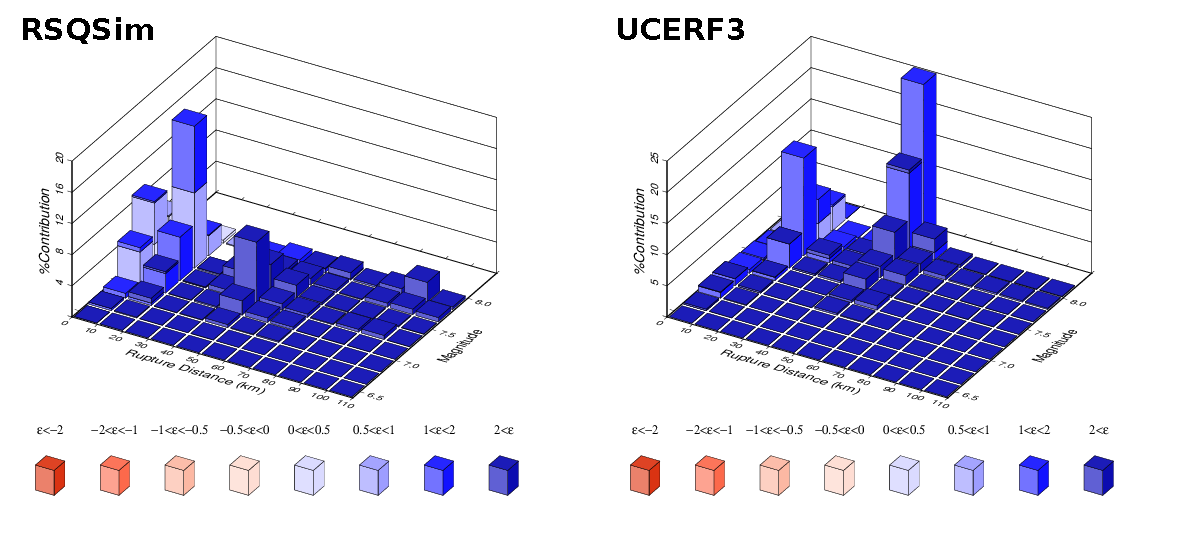 RSQSim
UCERF3
%Contribution
4
8
12
16
20
0
10
20
30
40
50
60
70
80
90
100
110
Rupture Distance (km)
6.5
7.0
7.5
8.0
Magnitude
%Contribution
5
10
15
20
25
0
10
20
30
40
50
60
70
80
90
100
110
Rupture Distance (km)
6.5
7.0
7.5
8.0
Magnitude
ε<−2
−2<ε<−1
−1<ε<−0.5
−0.5<ε<0
0<ε<0.5
0.5<ε<1
1<ε<2
2<ε
ε<−2
−2<ε<−1
−1<ε<−0.5
−0.5<ε<0
0<ε<0.5
0.5<ε<1
1<ε<2
2<ε